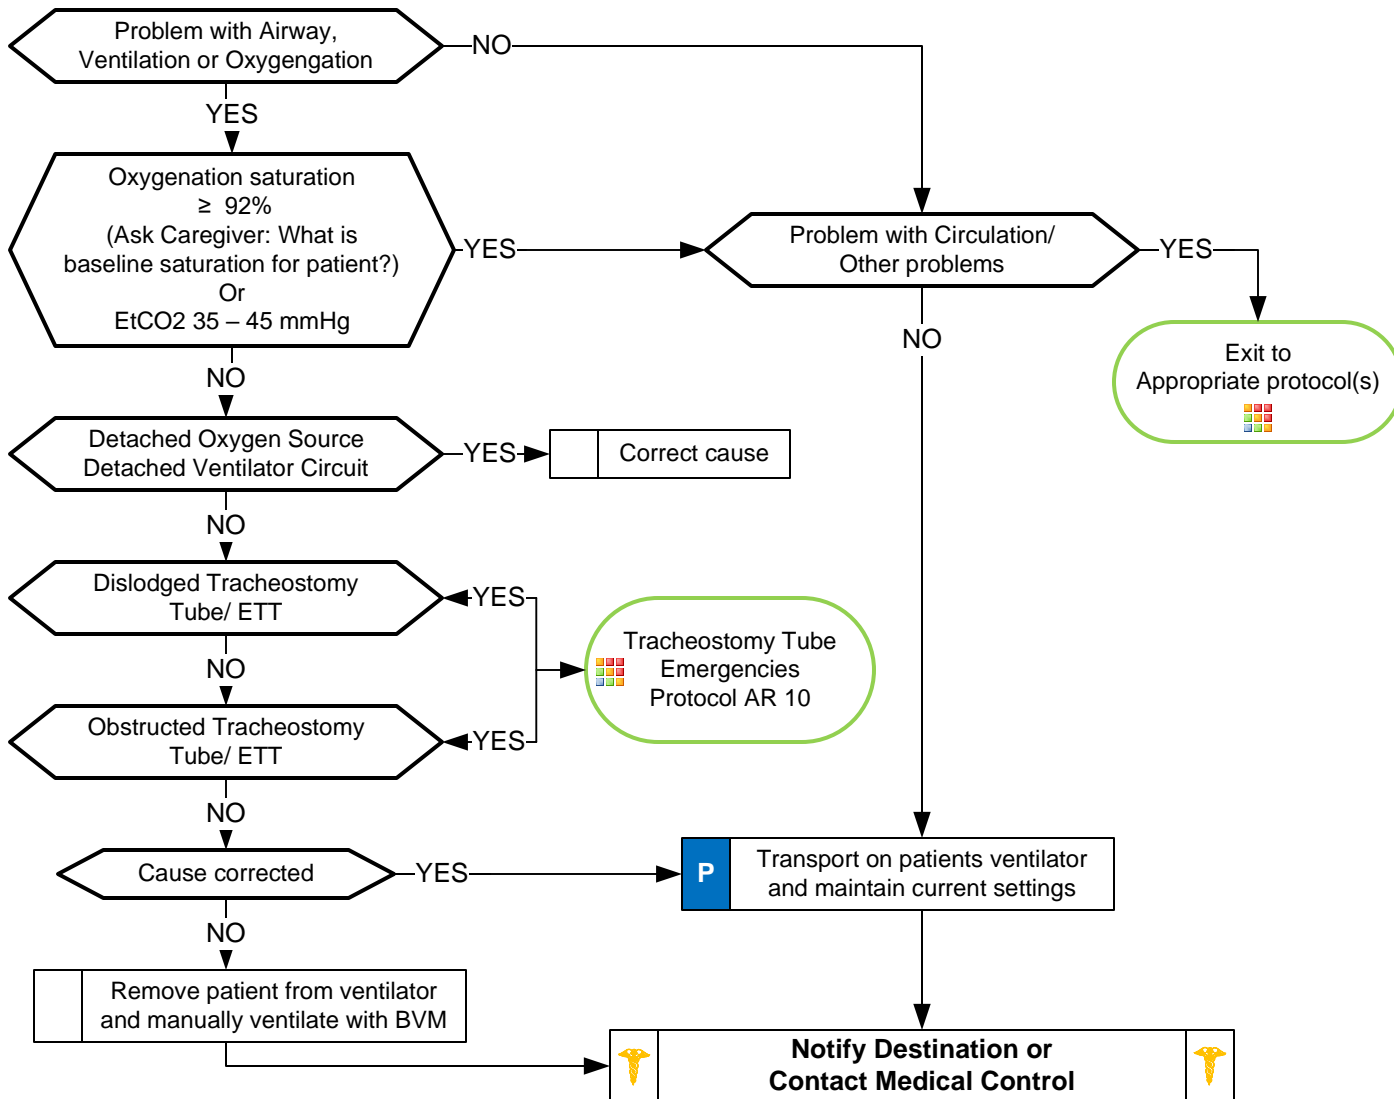 Problem with Airway,
Ventilation or Oxygengation
NO
YES
Oxygenation saturation
≥ 92%
(Ask Caregiver: What is
baseline saturation for patient?)
Or
EtCO2 35 – 45 mmHg
YES
Problem with Circulation/
Other problems
YES
NO
Exit to
Appropriate protocol(s)
NO
Detached Oxygen Source
Detached Ventilator Circuit
YES
Correct cause
NO
Dislodged Tracheostomy
Tube/ ETT
YES
Tracheostomy Tube
Emergencies
Protocol AR 10
NO
Obstructed Tracheostomy
Tube/ ETT
YES
NO
Cause corrected
YES
P
Transport on patients ventilator
and maintain current settings
NO
Remove patient from ventilator
and manually ventilate with BVM
Notify Destination or
Contact Medical Control